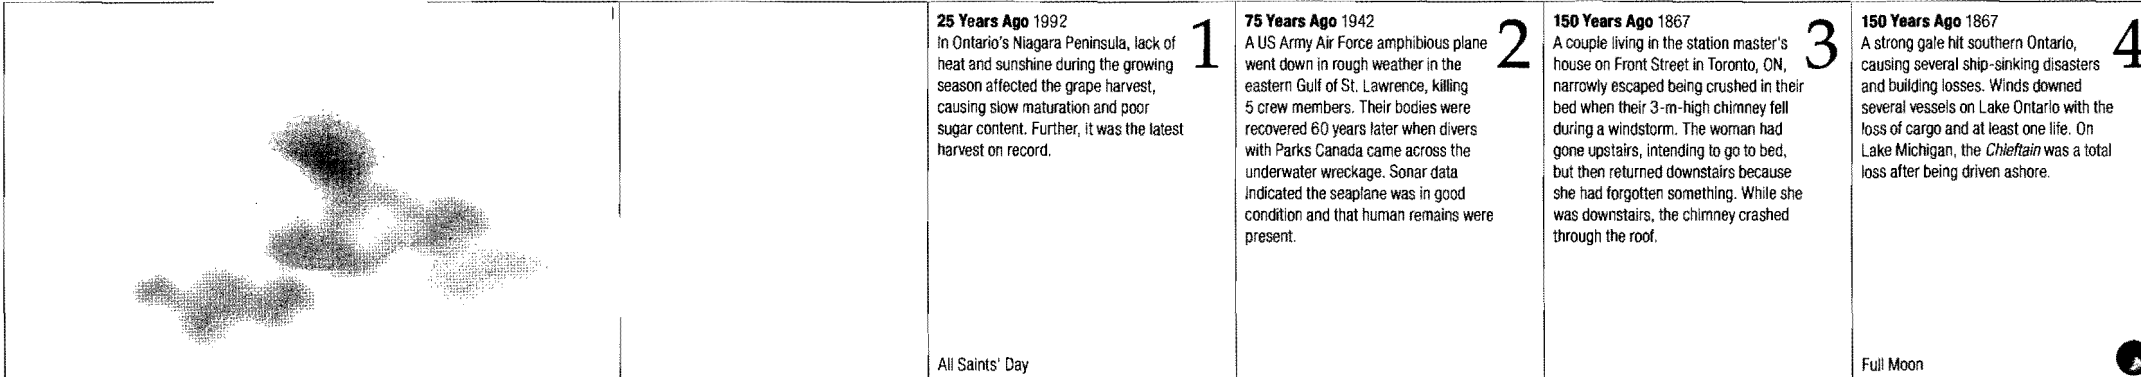 25 Years Ago 1992
1
In Ontario's Niagara Peninsula, lack of
heat and sunshine during the growing
season affected the grape harvest,
causing slow maturation and poor
sugar content. Further, it was the latest
harvest on record.
All Saints' Day
75 Years Ago 1942
2
A US Army Air Force amphibious plane
went down in rough weather in the
eastern Gulf of St. Lawrence, killing
5 crew members. Their bodies were
recovered 60 years later when divers
with Parks Canada came across the
underwater wreckage. Sonar data
indicated the seaplane was in good
condition and that human remains were
present.
150 Years Ago 1867
3
A couple living in the station master's
house on Front Street in Toronto, ON,
narrowly escaped being crushed in their
bed when their 3-m-high chimney fell
during a windstorm. The woman had
gone upstairs, intending to go to bed,
but then returned downstairs because
she had forgotten something. While she
was downstairs, the chimney crashed
through the roof.
150 Years Ago 1867
4
A strong gale hit southern Ontario,
causing several ship-sinking disasters
and building losses. Winds downed
several vessels on Lake Ontario with the
loss of cargo and at least one life. On
Lake Michigan, the Chieftain was a total
loss after being driven ashore.
Full Moon